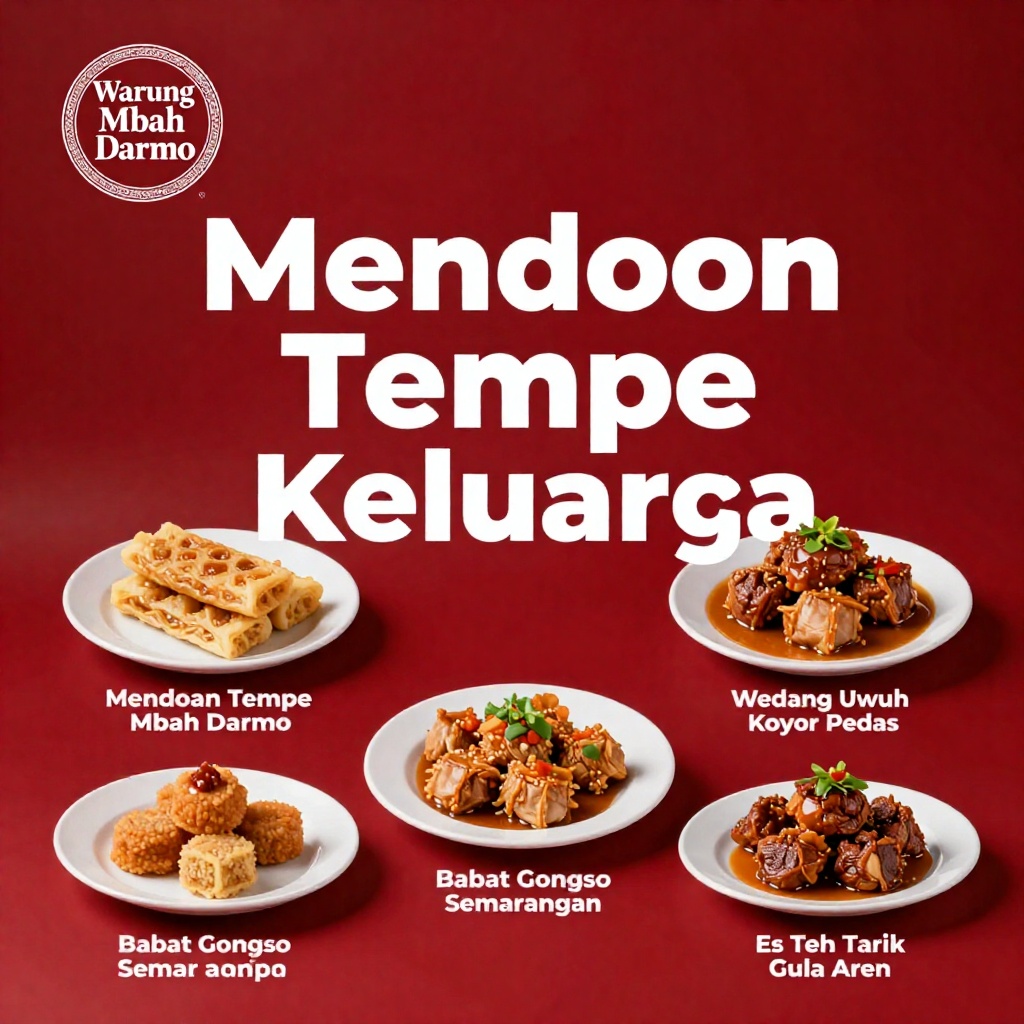 Warung
Mbah
Darmo
Mendoon
Tempe
Keluarga
Mendoan Tempe
Mbah Darmo
Wedang Uwuh
Koyor Pedas
Babat Gongso
Semarangan
Babat Gongso
Semar
Es Teh Tarik
Gula Aren